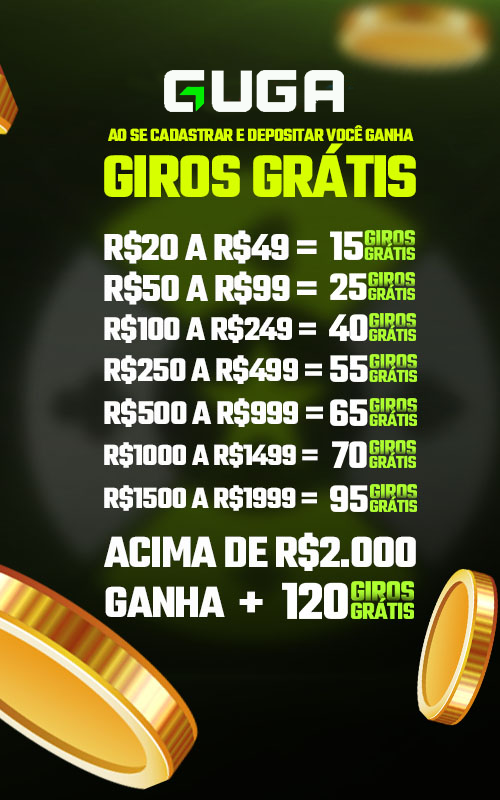 GUGA
AO SE CADASTRAR E DEPOSITAR VOCÊ GANHA
GIROS GRÁTIS
R$20 A R$49 = 15 GIROS GRÁTIS
R$50 A R$99 = 25 GIROS GRÁTIS
R$100 A R$249 = 40 GIROS GRÁTIS
R$250 A R$499 = 55 GIROS GRÁTIS
R$500 A R$999 = 65 GIROS GRÁTIS
R$1000 A R$1499 = 70 GIROS GRÁTIS
R$1500 A R$1999 = 95 GIROS GRÁTIS
ACIMA DE R$2.000
GANHA + 120 GIROS GRÁTIS